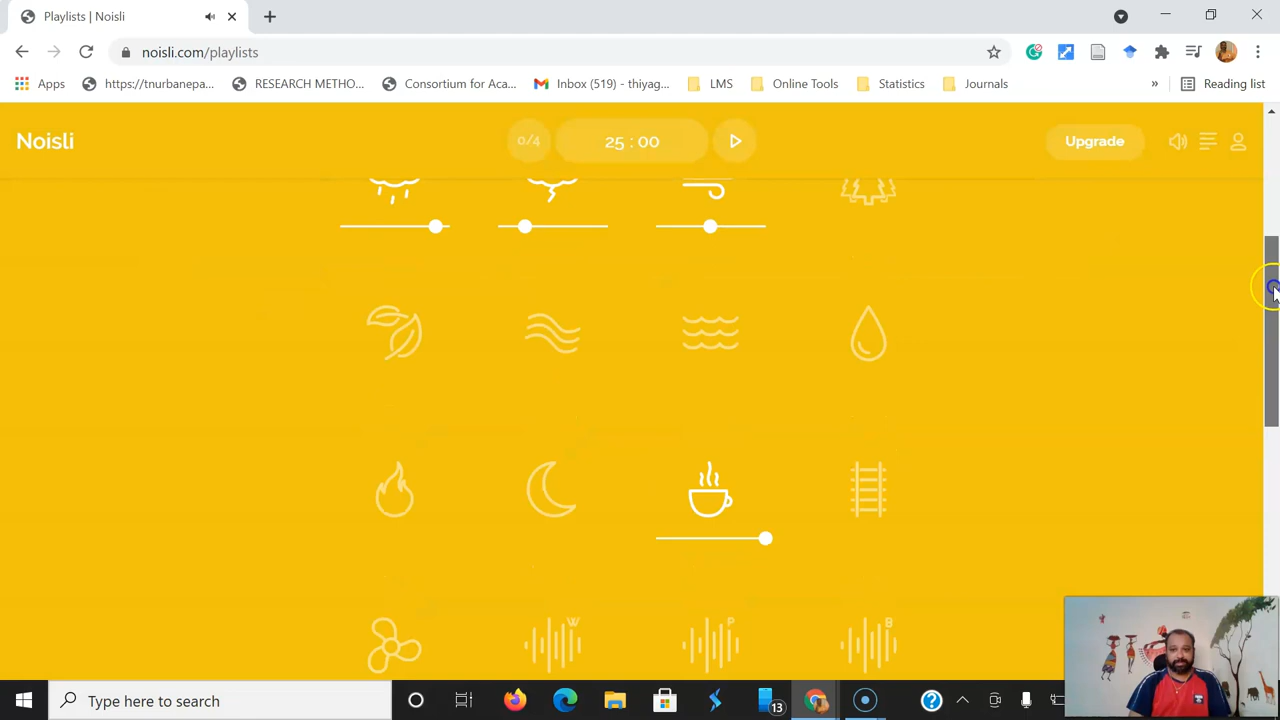 Playlists | Noisli
noisli.com/playlists
Apps
https://tnurbanepa...
RESEARCH METHO...
Consortium for Aca...
Inbox (519) - thiyag...
LMS
Online Tools
Statistics
Journals
»
Reading list
Noisli
0/4
25 : 00
Upgrade
W
P
B
Type here to search
13